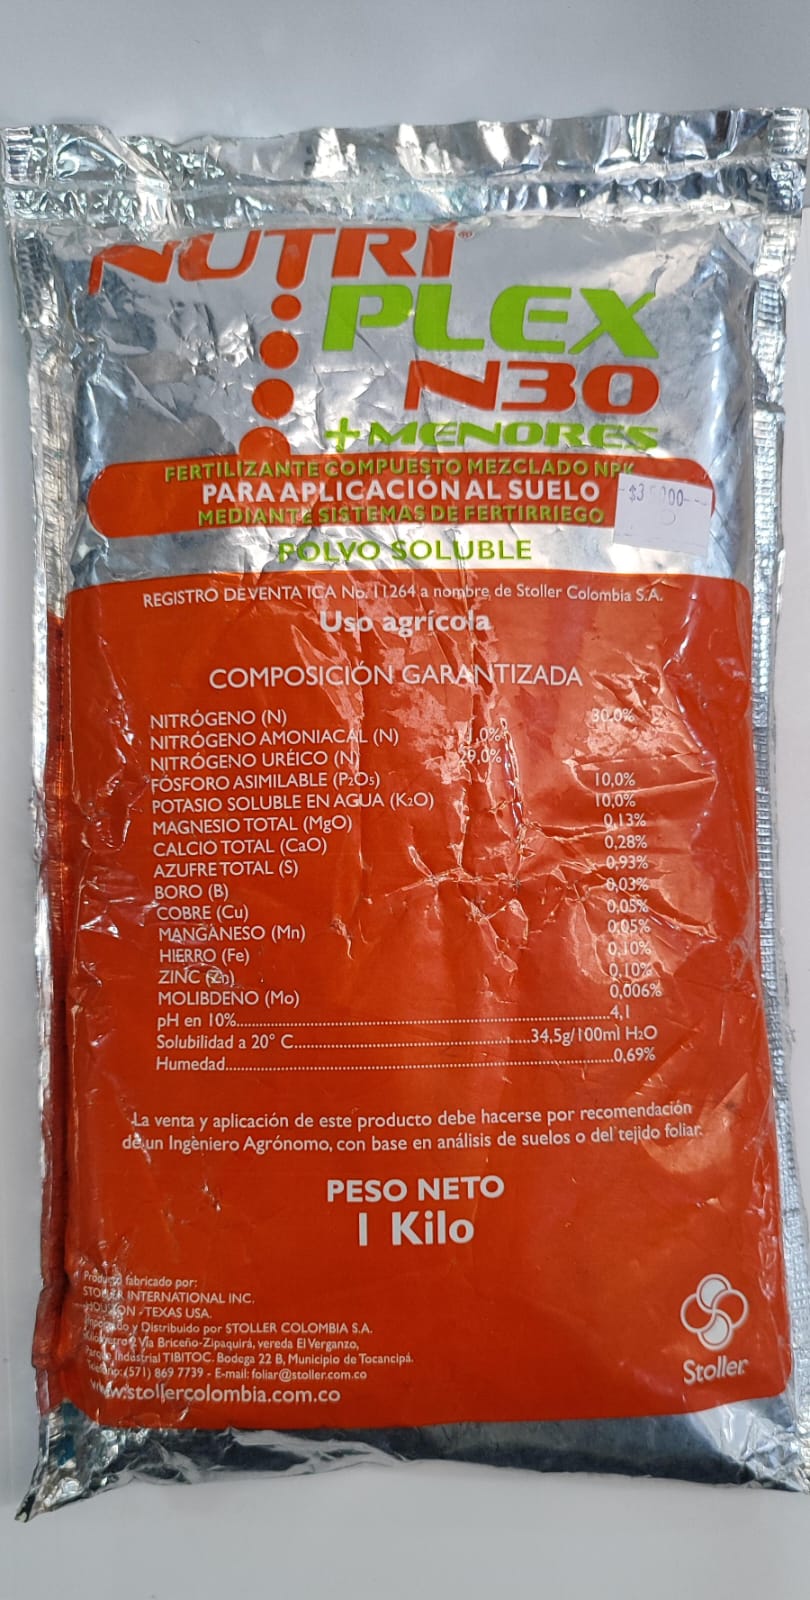 NUTRI®
PLEX
N30
+MENORES
FERTILIZANTE COMPUESTO MEZCLADO NPK
PARA APLICACIÓN AL SUELO
MEDIANTE SISTEMAS DE FERTIRRIEGO
POLVO SOLUBLE
REGISTRO DE VENTA ICA No. 11264 a nombre de Stoller Colombia S.A.
Uso agrícola
COMPOSICIÓN GARANTIZADA
NITRÓGENO (N) 30,0%
NITRÓGENO AMONIACAL (N)
NITRÓGENO URÉICO (N) 29,0%
FÓSFORO ASIMILABLE (P2O5) 10,0%
POTASIO SOLUBLE EN AGUA (K2O) 10,0%
MAGNESIO TOTAL (MgO) 0,13%
CALCIO TOTAL (CaO) 0,28%
AZUFRE TOTAL (S) 0,93%
BORO (B) 0,03%
COBRE (Cu) 0,05%
MANGANESO (Mn) 0,05%
HIERRO (Fe) 0,10%
ZINC (Zn) 0,10%
MOLIBDENO (Mo) 0,006%
pH en 10%...4,1
Solubilidad a 20° C...34,5g/100ml H2O
Humedad...0,69%
La venta y aplicación de este producto debe hacerse por recomendación
de un Ingeniero Agrónomo, con base en análisis de suelos o del tejido foliar.
PESO NETO
1 Kilo
Producto fabricado por:
STOLLER INTERNATIONAL INC.
HOUSTON - TEXAS USA.
Importado y Distribuido por STOLLER COLOMBIA S.A.
Kilometro 2 Vía Briceño-Zipaquirá, vereda El Verganzo,
Parque Industrial TIBITOC. Bodega 22 B, Municipio de Tocancipá.
Teléfono: (571) 869 7739 - E-mail: foliar@stoller.com.co
www.stollercolombia.com.co
Stoller